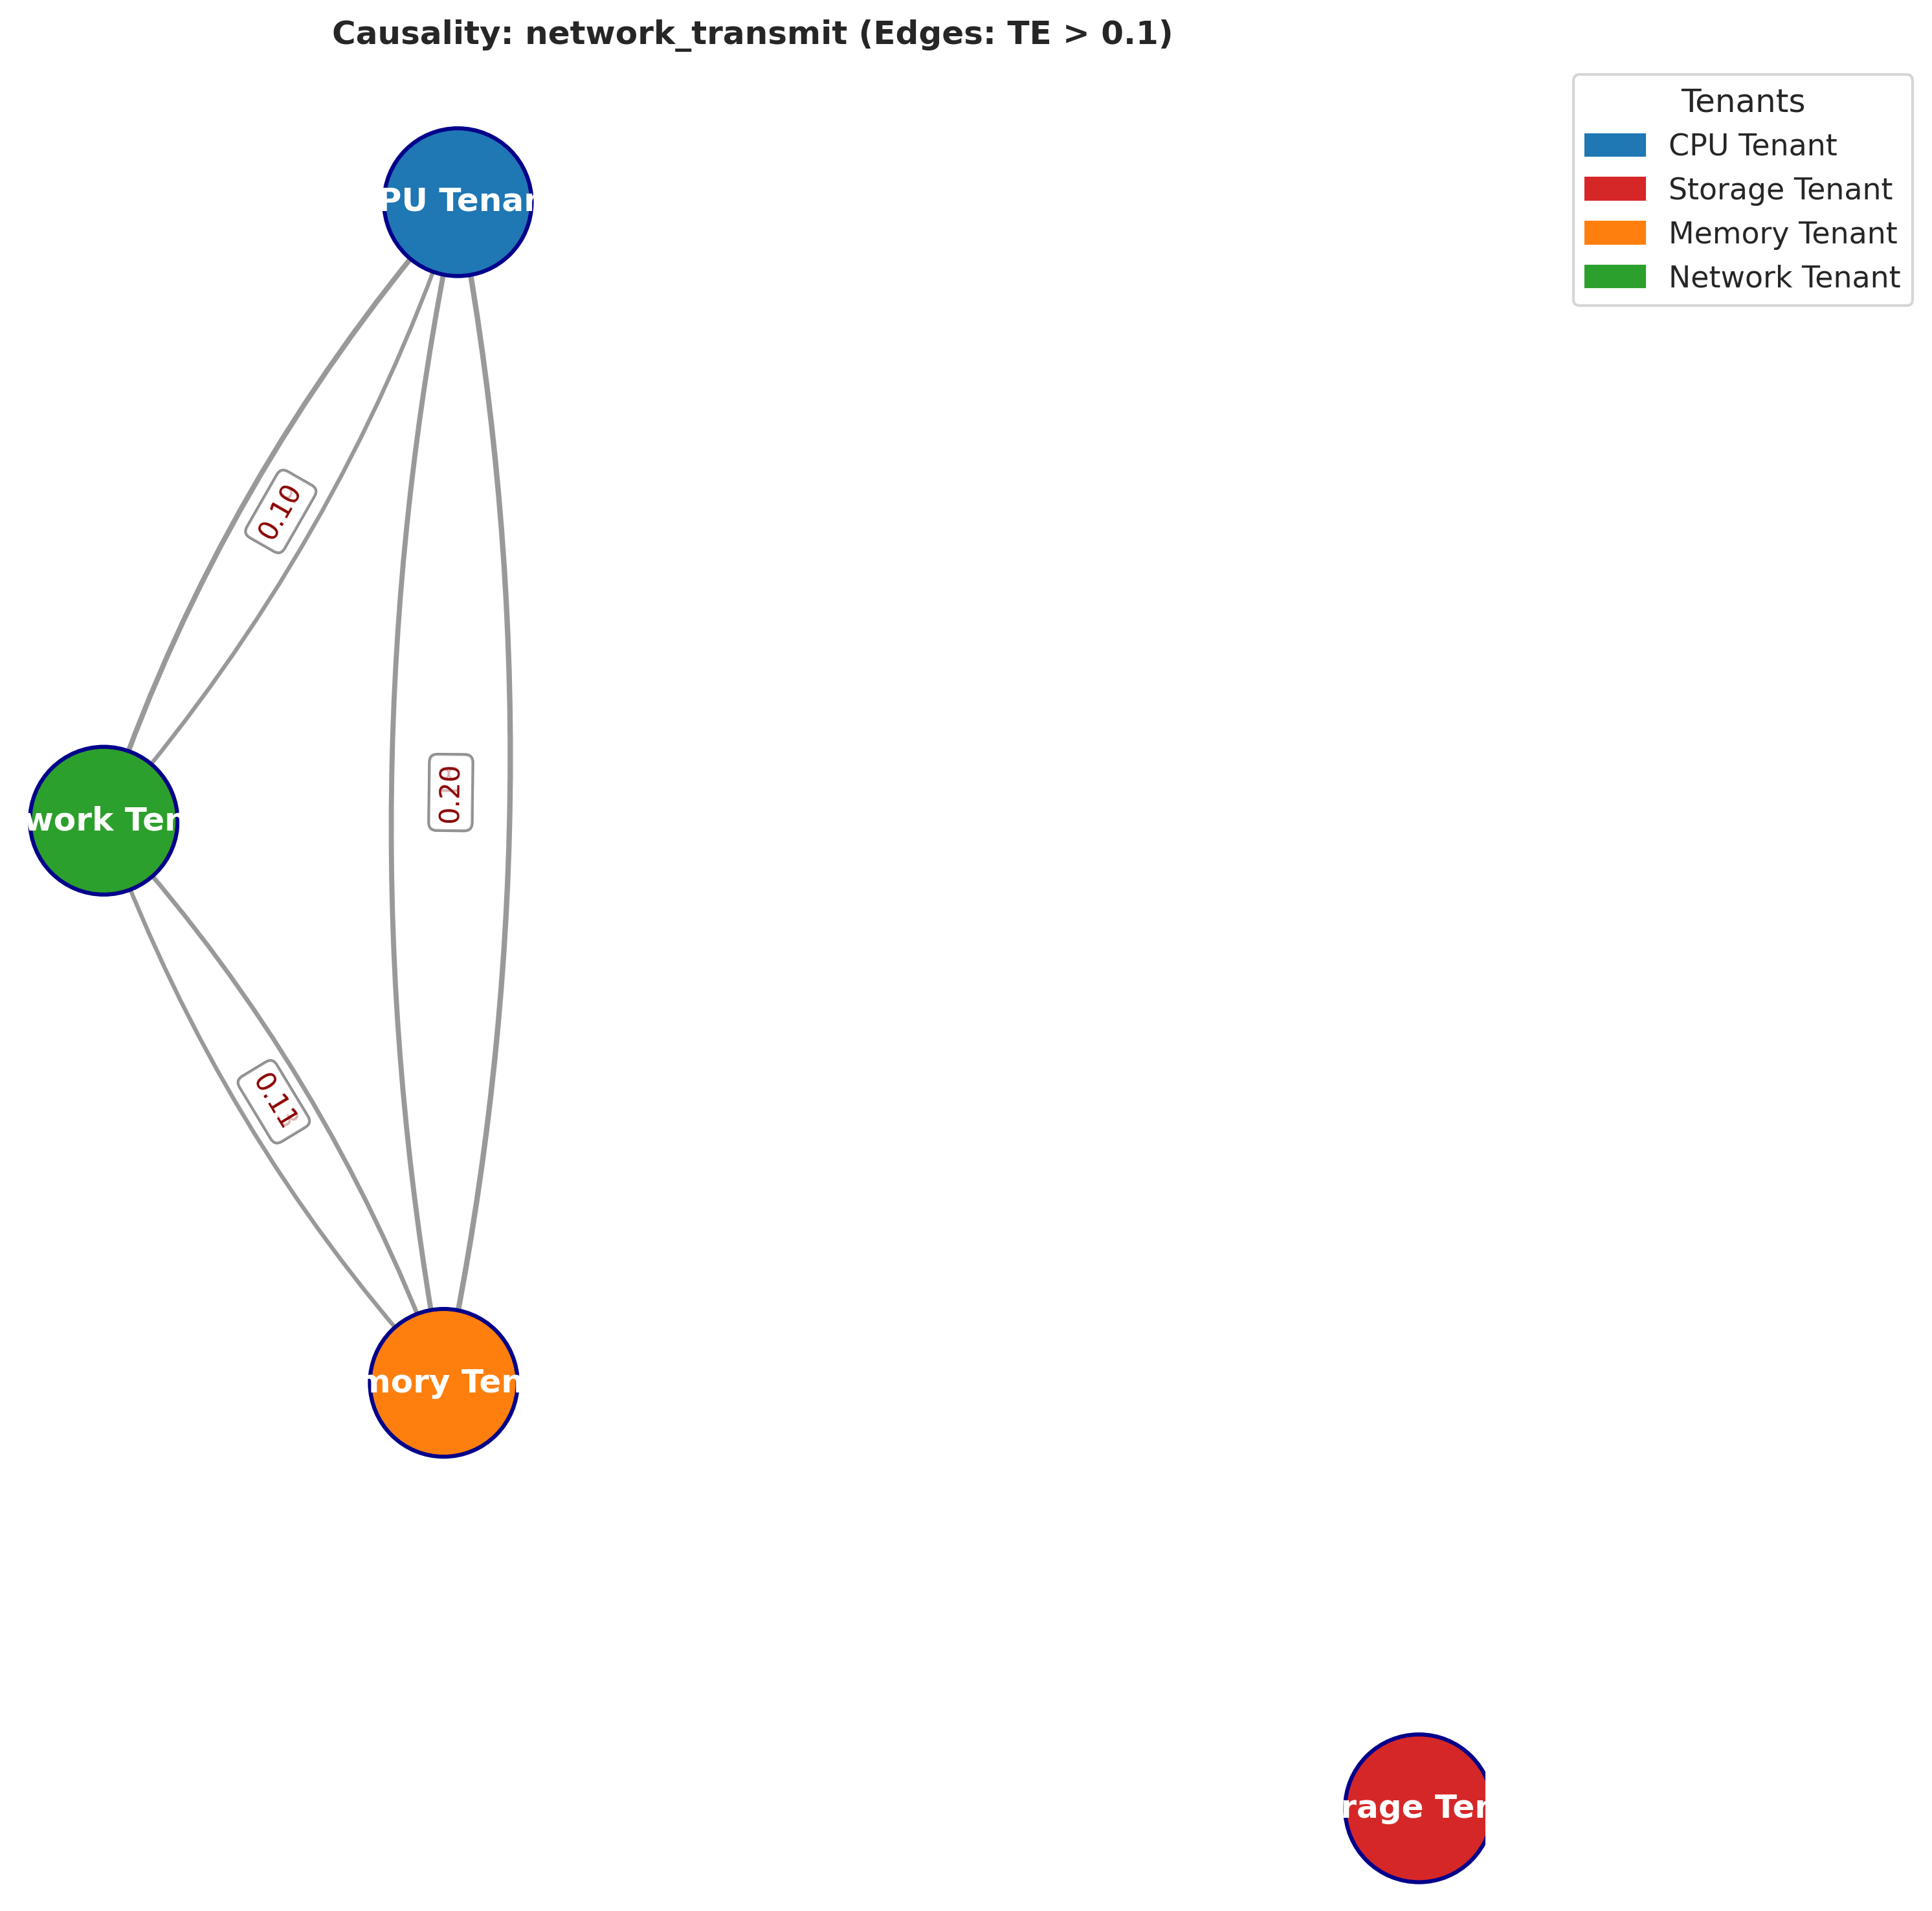 Causality: network_transmit (Edges: TE > 0.1)
Tenants
CPU Tenant
Storage Tenant
Memory Tenant
Network Tenant
PU Tenan
0.10
0.20
work Ten
0.11
mory Ten
rage Ten